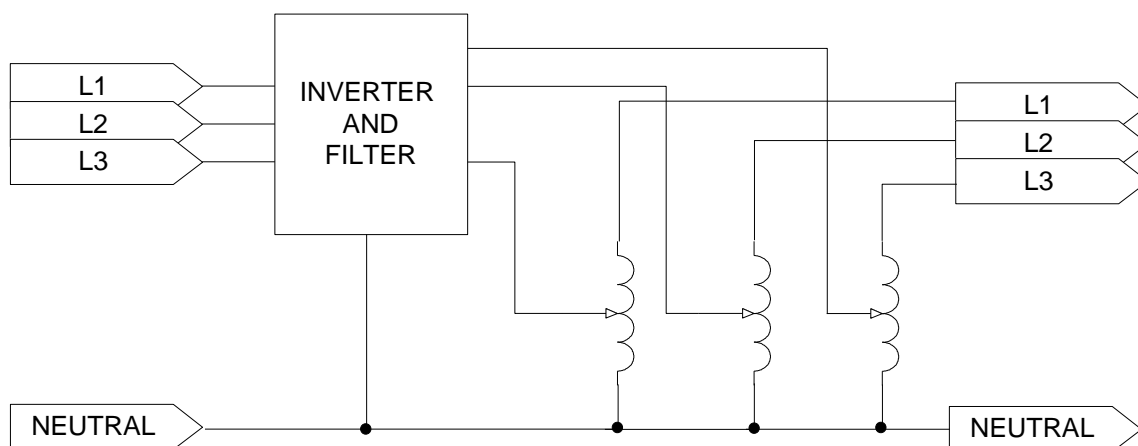 L1
L2
L3
INVERTER
AND
FILTER
L1
L2
L3
NEUTRAL
NEUTRAL